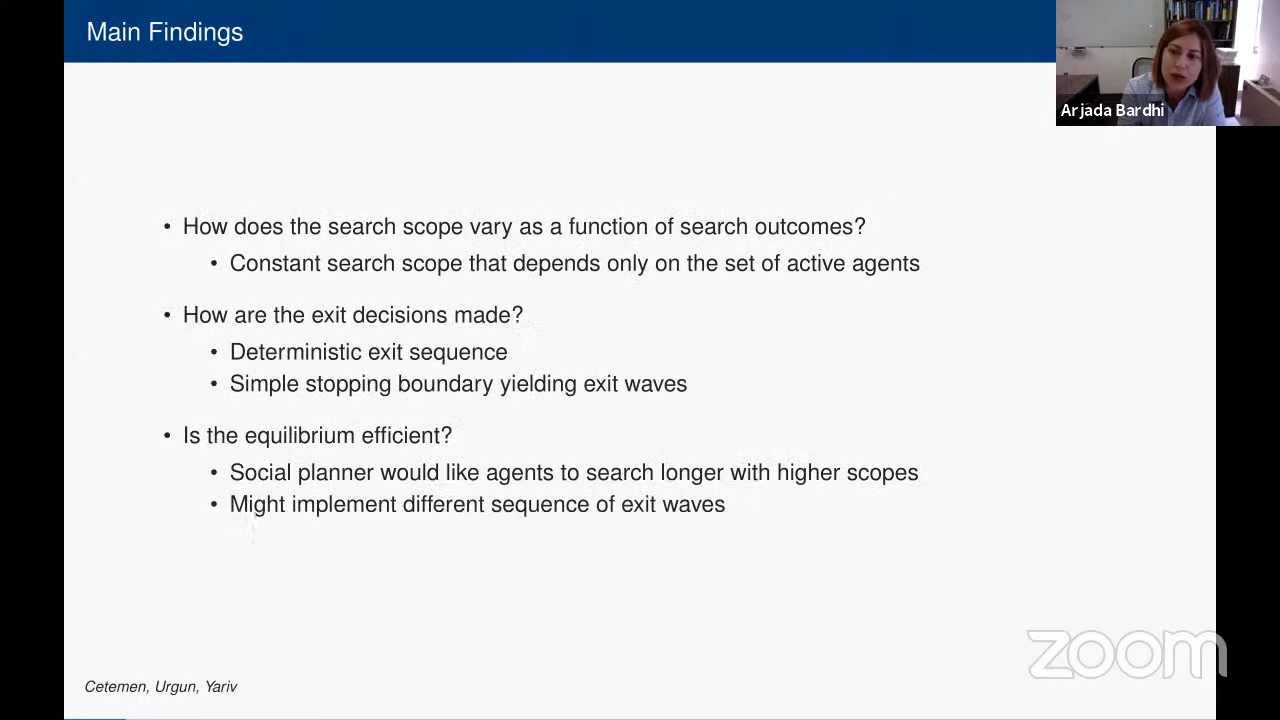 Main Findings
Arjada Bardhi
• How does the search scope vary as a function of search outcomes?
• Constant search scope that depends only on the set of active agents
• How are the exit decisions made?
• Deterministic exit sequence
• Simple stopping boundary yielding exit waves
• Is the equilibrium efficient?
• Social planner would like agents to search longer with higher scopes
• Might implement different sequence of exit waves
zoom
Cetemen, Urgun, Yariv